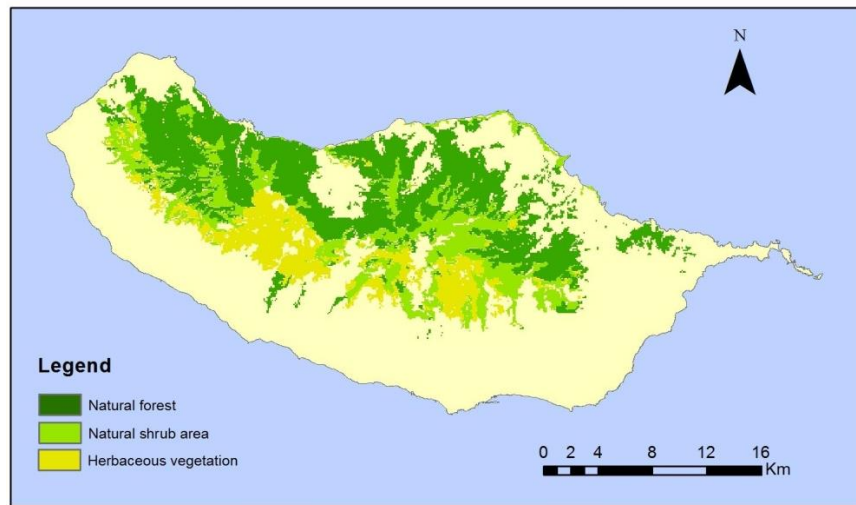 N
Legend
Natural forest
Natural shrub area
Herbaceous vegetation
0 2 4 8 12 16
Km